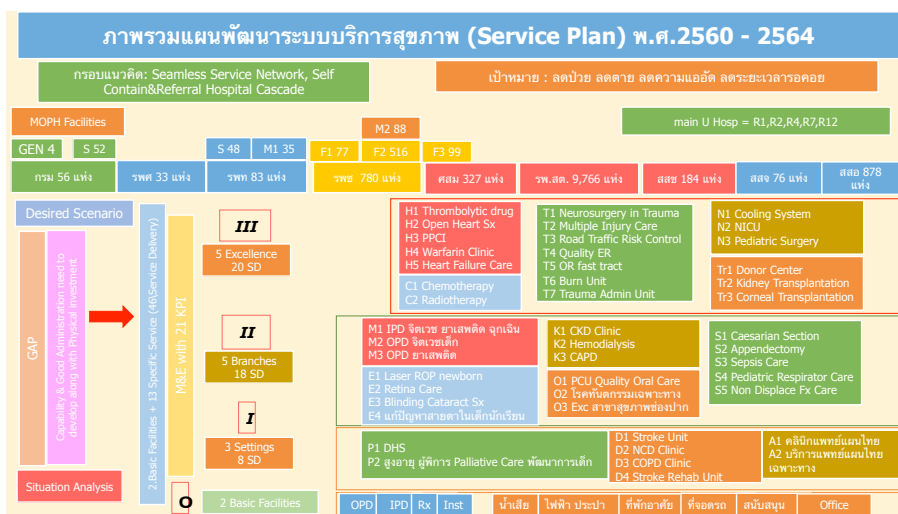 ภาพรวมแผนพัฒนาระบบบริการสุขภาพ (Service Plan) พ.ศ.2560 - 2564
กรอบแนวคิด: Seamless Service Network, Self
Contain&Referral Hospital Cascade
เป้าหมาย : ลดป่วย ลดตาย ลดความแออัด ลดระยะเวลารอคอย
MOPH Facilities
M2 88
main U Hosp = R1,R2,R4,R7,R12
GEN 4
S 52
S 48
M1 35
F1 77
F2 516
F3 99
กรม 56 แห่ง
รพศ 33 แห่ง
รพท 83 แห่ง
รพช 780 แห่ง
ศสม 327 แห่ง
รพ.สต. 9,766 แห่ง
สสช 184 แห่ง
สสจ 76 แห่ง
สสอ 878
แห่ง
Desired Scenario
GAP
Capability & Good Administration need to
develop along with Physical investment
Situation Analysis
2.Basic Facilities + 13 Specific Service (46\Service Delivery)
M&E with 21 KPI
III
5 Excellence
20 SD
II
5 Branches
18 SD
I
3 Settings
8 SD
O
2 Basic Facilities
H1 Thrombolytic drug
H2 Open Heart Sx
H3 PPCI
H4 Warfarin Clinic
H5 Heart Failure Care
C1 Chemotherapy
C2 Radiotherapy
T1 Neurosurgery in Trauma
T2 Multiple Injury Care
T3 Road Traffic Risk Control
T4 Quality ER
T5 OR fast tract
T6 Burn Unit
T7 Trauma Admin Unit
N1 Cooling System
N2 NICU
N3 Pediatric Surgery
Tr1 Donor Center
Tr2 Kidney Transplantation
Tr3 Corneal Transplantation
M1 IPD จิตเวช ยาเสพติด ฉุกเฉิน
M2 OPD จิตเวชเด็ก
M3 OPD ยาเสพติด
E1 Laser ROP newborn
E2 Retina Care
E3 Blinding Cataract Sx
E4 แก้ปัญหาสายตาในเด็กนักเรียน
K1 CKD Clinic
K2 Hemodialysis
K3 CAPD
O1 PCU Quality Oral Care
O2 โรคทันตกรรมเฉพาะทาง
O3 Exc สาขาสุขภาพช่องปาก
S1 Caesarian Section
S2 Appendectomy
S3 Sepsis Care
S4 Pediatric Respirator Care
S5 Non Displace Fx Care
P1 DHS
P2 สูงอายุ ผู้พิการ Palliative Care พัฒนาการเด็ก
D1 Stroke Unit
D2 NCD Clinic
D3 COPD Clinic
D4 Stroke Rehab Unit
A1 คลินิกแพทย์แผนไทย
A2 บริการแพทย์แผนไทย
เฉพาะทาง
OPD
IPD
Rx
Inst
น้ำเสีย
ไฟฟ้า ประปา
ที่พักอาศัย
ที่จอดรถ
สนับสนุน
Office